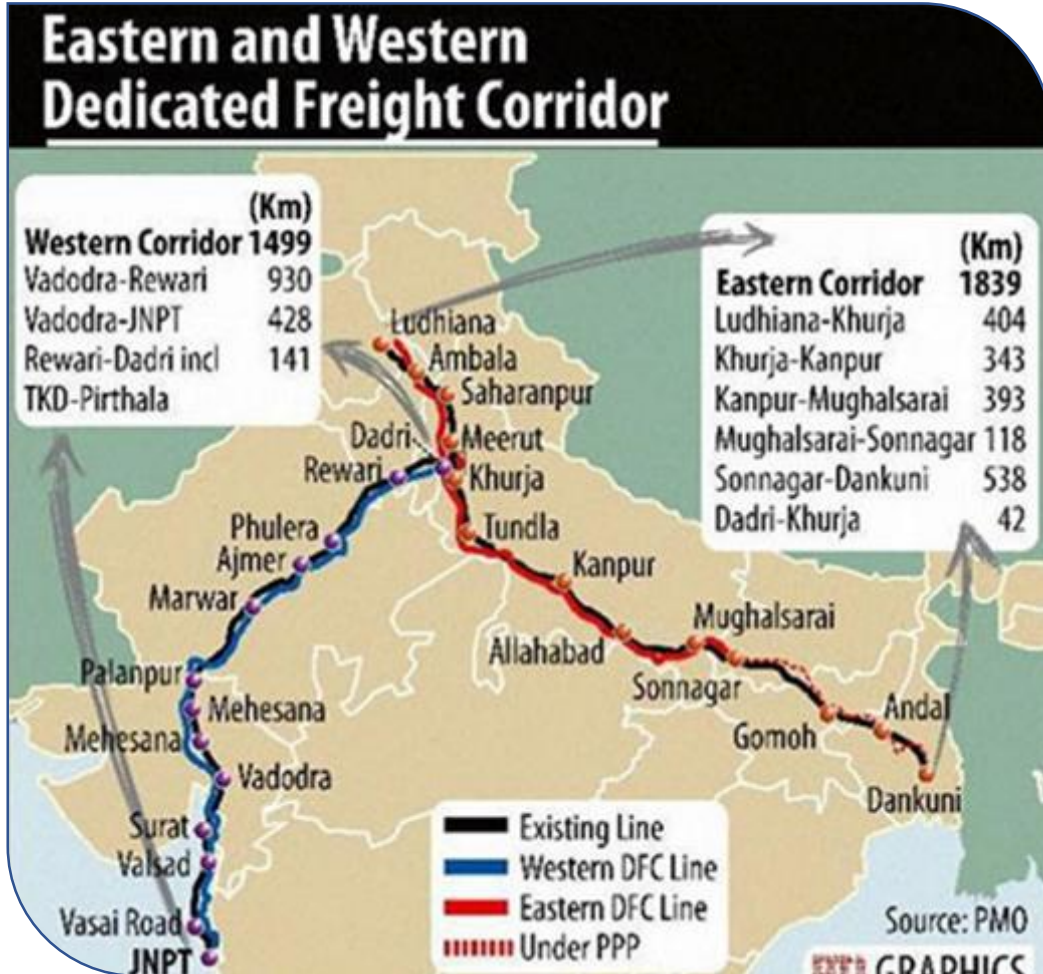 Eastern and Western
Dedicated Freight Corridor
(Km)
Western Corridor 1499
Vadodra-Rewari 930
Vadodra-JNPT 428
Rewari-Dadri incl 141
TKD-Pirthala
(Km)
Eastern Corridor 1839
Ludhiana-Khurja 404
Khurja-Kanpur 343
Kanpur-Mughalsarai 393
Mughalsarai-Sonnagar 118
Sonnagar-Dankuni 538
Dadri-Khurja 42
Ludhiana
Ambala
Saharanpur
Meerut
Dadri
Rewari
Khurja
Phulera
Ajmer
Marwar
Tundla
Kanpur
Allahabad
Mughalsarai
Sonnagar
Gomoh
Andal
Dankuni
Palanpur
Mehesana
Mehesana
Vadodra
Surat
Valsad
Vasai Road
JNPT
Existing Line
Western DFC Line
Eastern DFC Line
Under PPP
Source: PMO
GRAPHICS